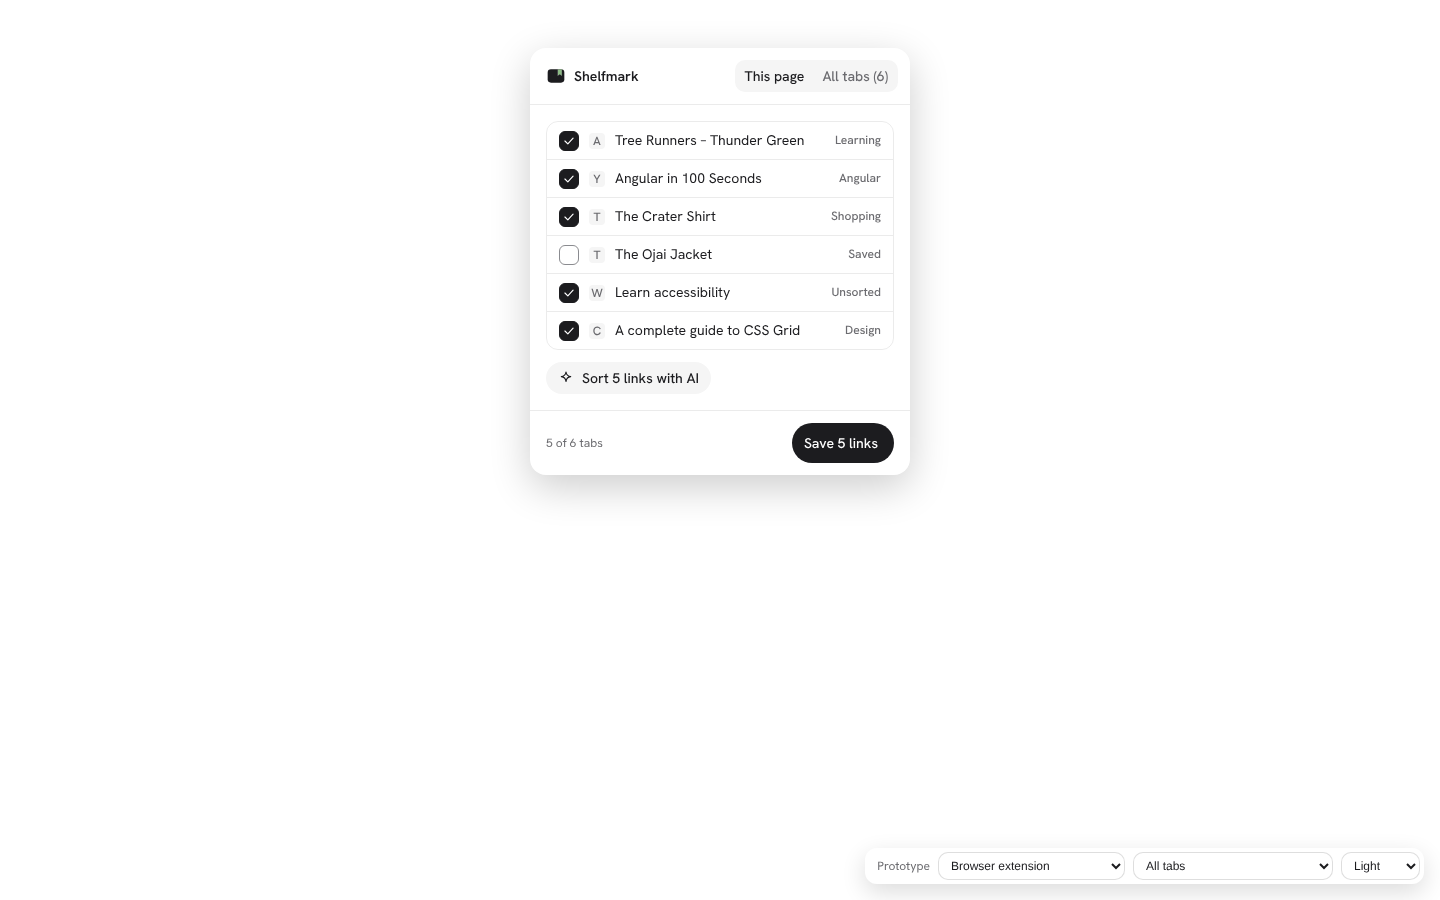 Shelfmark
This page All tabs (6)
A Tree Runners – Thunder Green Learning
Y Angular in 100 Seconds Angular
T The Crater Shirt Shopping
T The Ojai Jacket Saved
W Learn accessibility Unsorted
C A complete guide to CSS Grid Design
Sort 5 links with AI
5 of 6 tabs Save 5 links
Prototype Browser extension All tabs Light